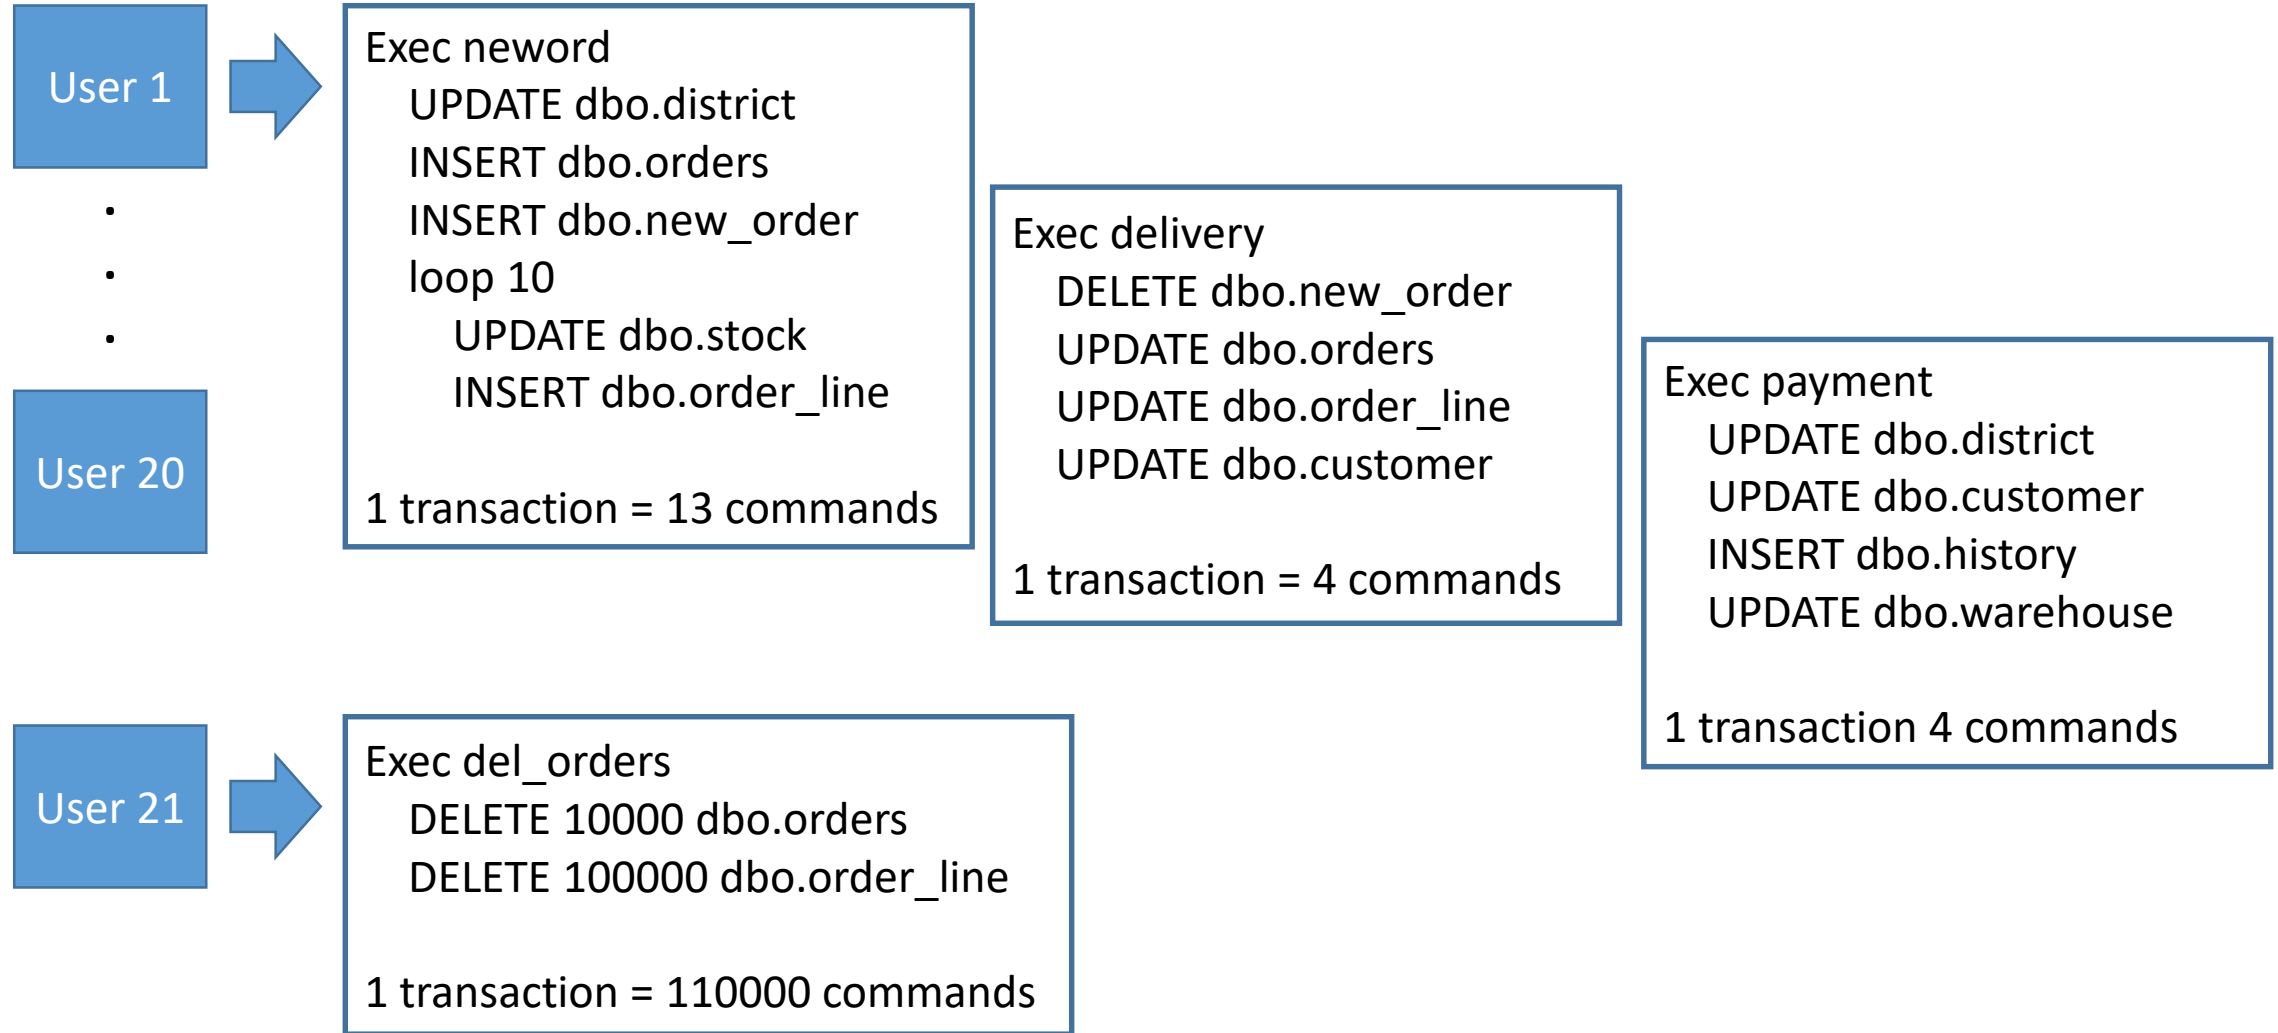 User 1
.
.
.
User 20
User 21
Exec neword
UPDATE dbo.district
INSERT dbo.orders
INSERT dbo.new_order
loop 10
UPDATE dbo.stock
INSERT dbo.order_line
1 transaction = 13 commands
Exec delivery
DELETE dbo.new_order
UPDATE dbo.orders
UPDATE dbo.order_line
UPDATE dbo.customer
1 transaction = 4 commands
Exec payment
UPDATE dbo.district
UPDATE dbo.customer
INSERT dbo.history
UPDATE dbo.warehouse
1 transaction 4 commands
Exec del_orders
DELETE 10000 dbo.orders
DELETE 100000 dbo.order_line
1 transaction = 110000 commands